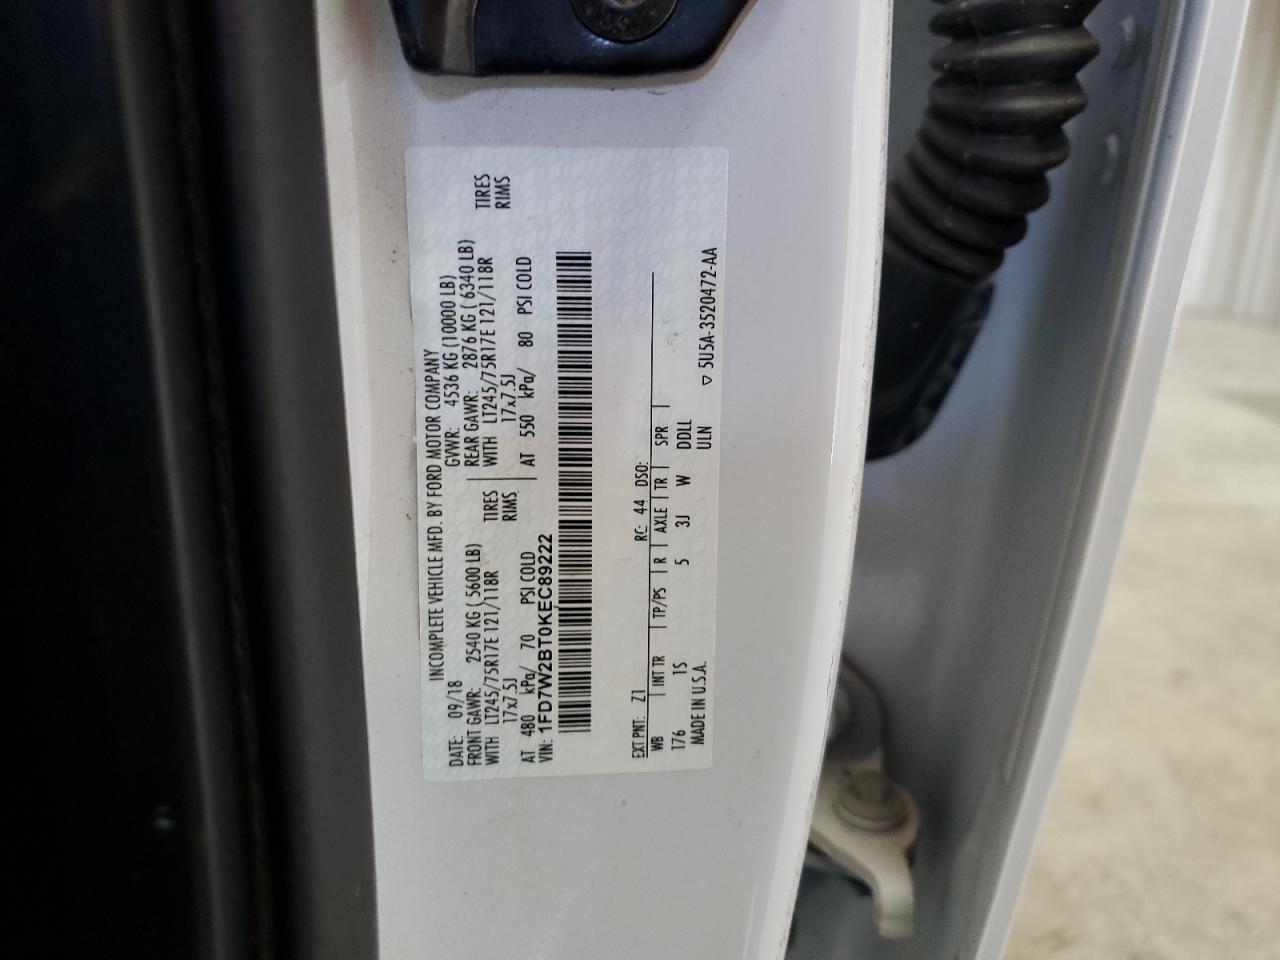 INCOMPLETE VEHICLE MFD. BY FORD MOTOR COMPANY
DATE: 09/18 GVWR: 4536 KG (10000 LB)
FRONT GAWR: 2540 KG ( 5600 LB) REAR GAWR: 2876 KG ( 6340 LB)
WITH LT245/75R17E 121/118R TIRES WITH LT245/75R17E 121/118R TIRES
17x7.5J RIMS 17x7.5J RIMS
AT 480 kPa/ 70 PSI COLD AT 550 kPa/ 80 PSI COLD
VIN: 1FD7W2BT0KEC89222
EXT PNT: Z1 RC: 44 DSO:
WB INT TR TP/PS R AXLE TR SPR
176 1S 5 3J W DDLL
MADE IN U.S.A. ULN ▽ 5U5A-3520472-AA